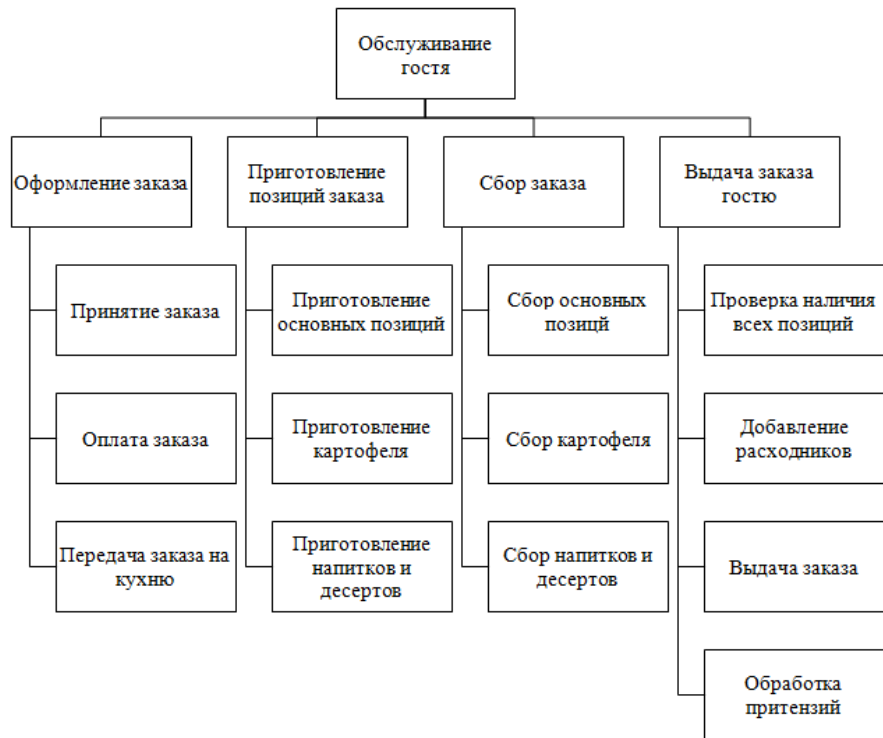 Обслуживание
гостя
Оформление заказа
Приготовление
позиций заказа
Сбор заказа
Выдача заказа
гостю
Принятие заказа
Приготовление
основных позиций
Сбор основных
позицй
Проверка наличия
всех позиций
Оплата заказа
Приготовление
картофеля
Сбор картофеля
Добавление
расходников
Передача заказа на
кухню
Приготовление
напитков и
десертов
Сбор напитков и
десертов
Выдача заказа
Обработка
притензий